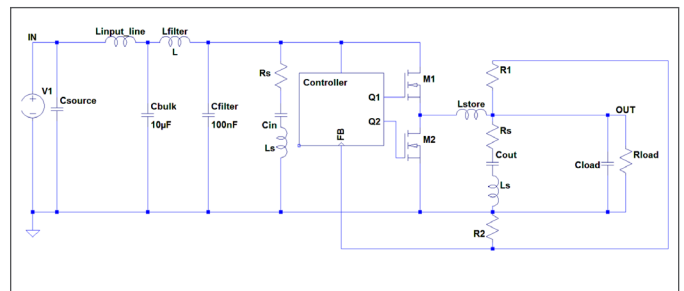 IN
Linput_line
Lfilter
L
V1
Csource
Cbulk
10µF
Cfilter
100nF
Rs
Cin
Ls
Controller
Q1
Q2
FB
M1
M2
Lstore
R1
OUT
Rs
Cout
Ls
Cload
Rload
R2